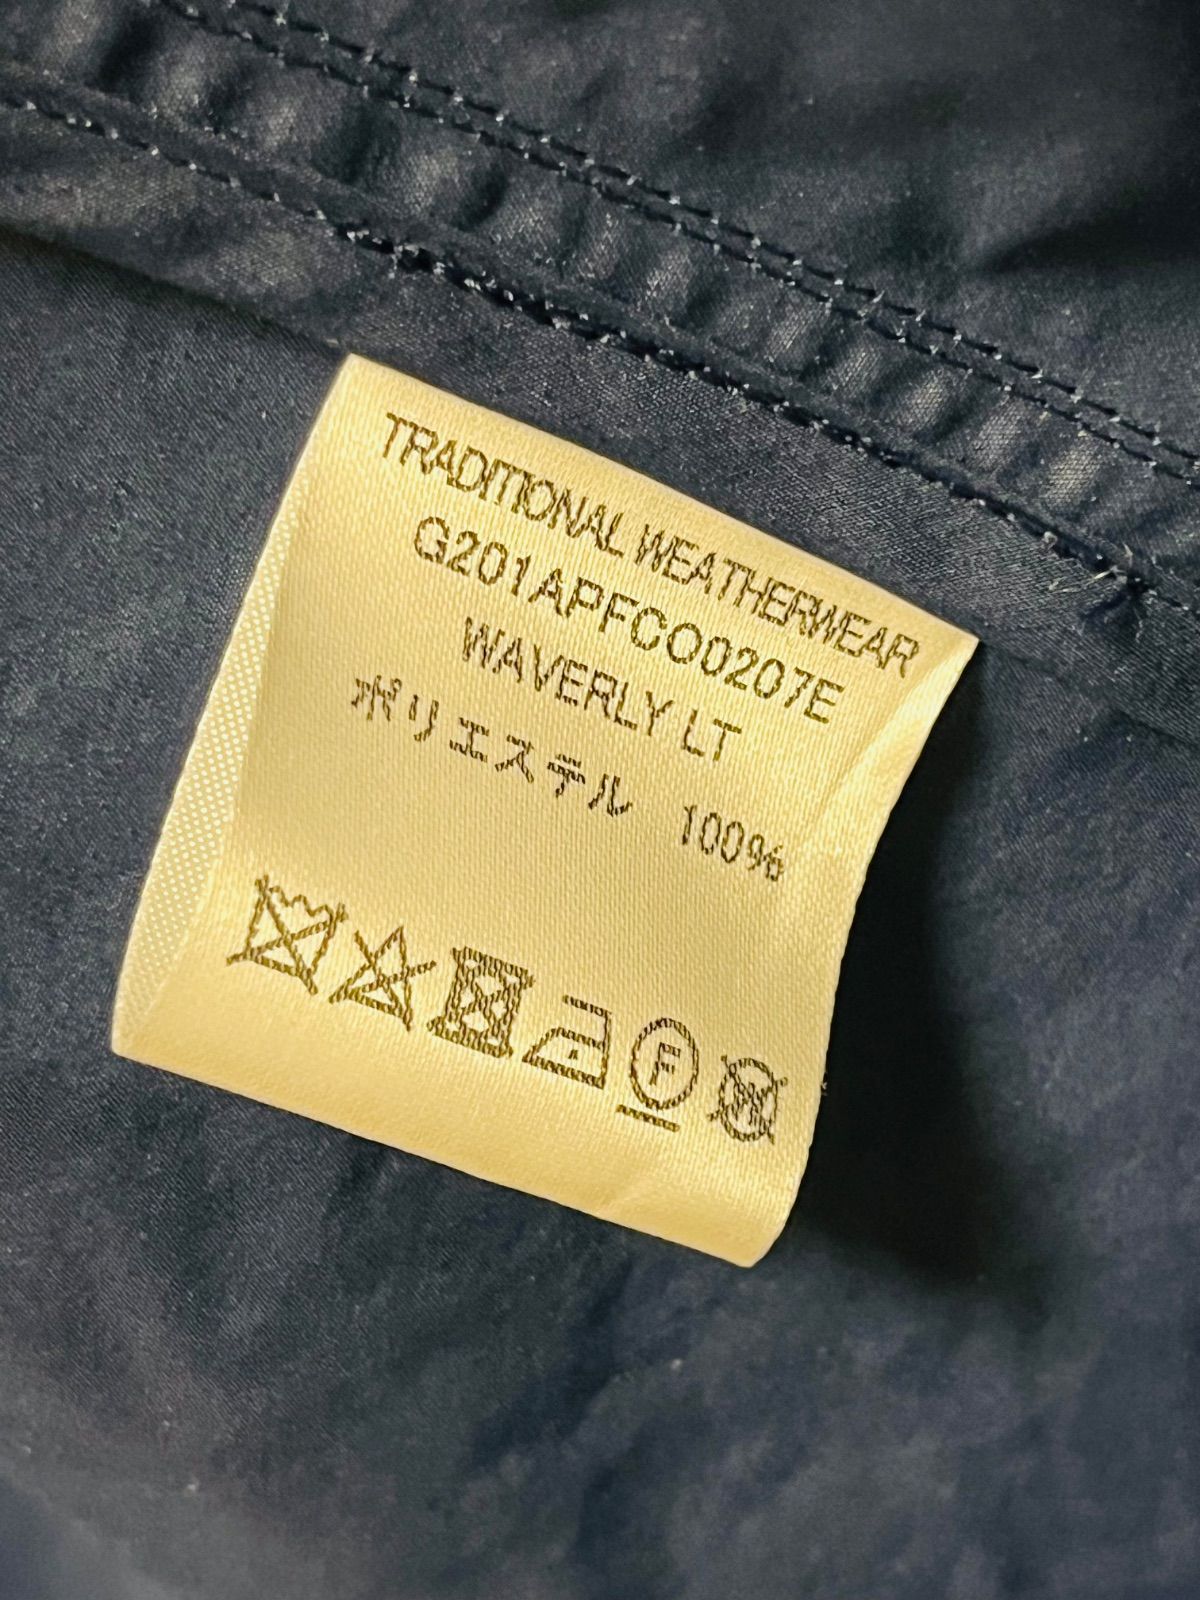 TRADITIONAL WEATHERWEAR
G201APFCO0207E
WAVERLY LT
ポリエステル 100%
F
W